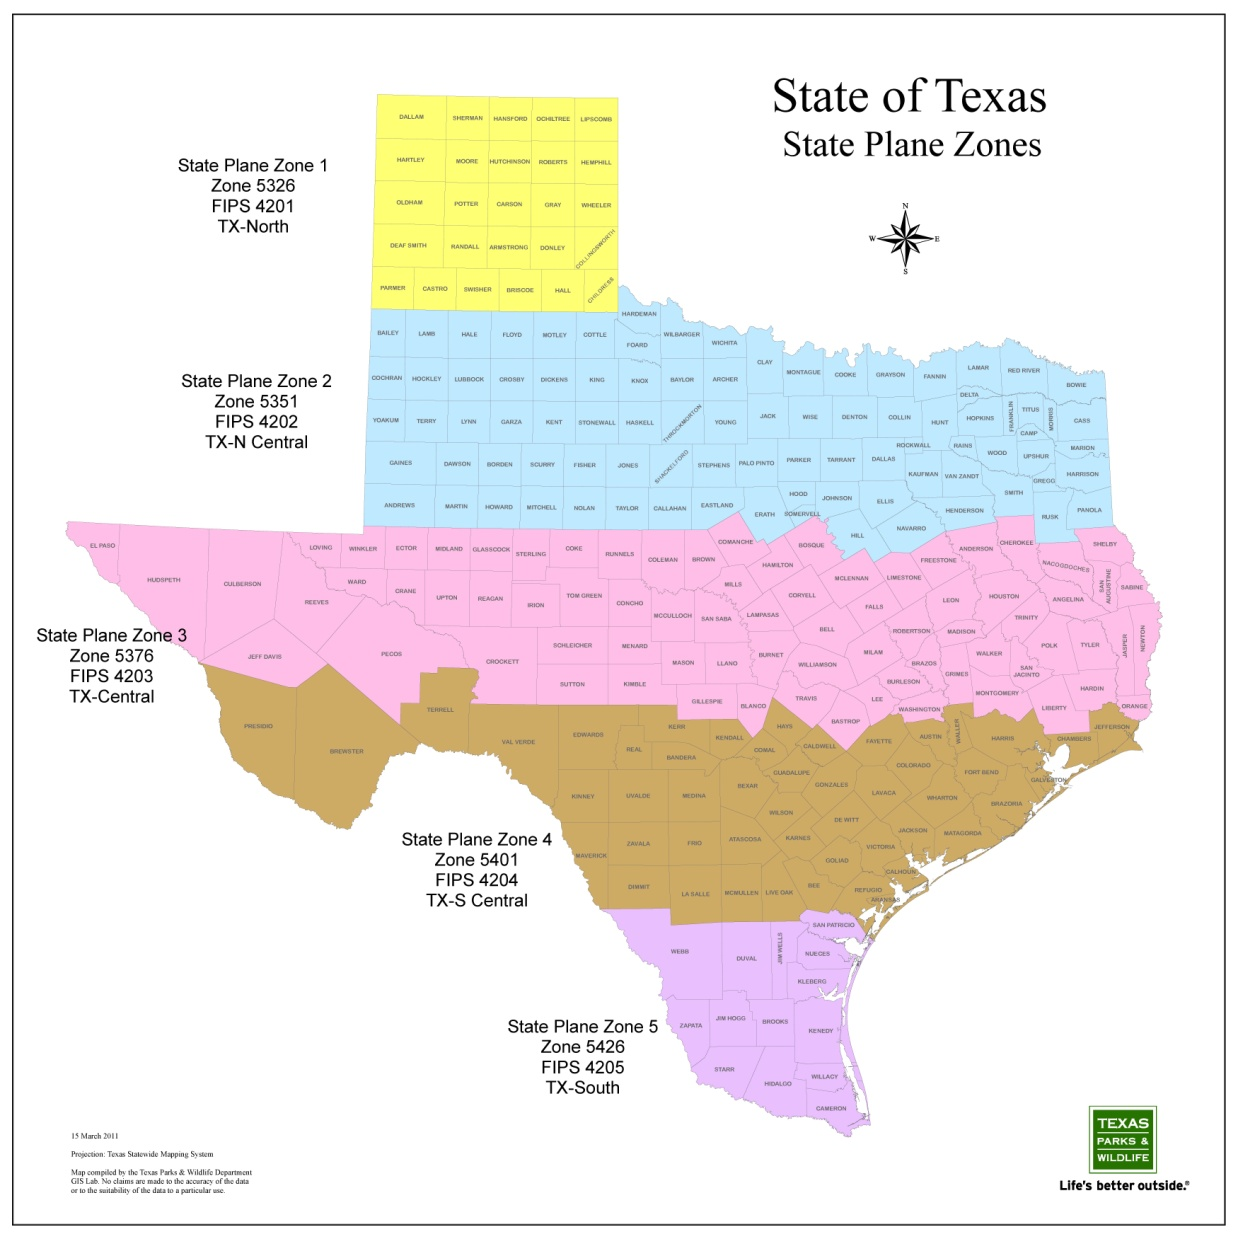 State of Texas
State Plane Zones
N
W E
S
State Plane Zone 1
Zone 5326
FIPS 4201
TX-North
DALLAM SHERMAN HANSFORD OCHILTREE LIPSCOMB
HARTLEY MOORE HUTCHINSON ROBERTS HEMPHILL
OLDHAM POTTER CARSON GRAY WHEELER
DEAF SMITH RANDALL ARMSTRONG DONLEY COLLINGSWORTH
PARMER CASTRO SWISHER BRISCOE HALL CHILDRESS
State Plane Zone 2
Zone 5351
FIPS 4202
TX-N Central
HARDEMAN
BAILEY LAMB HALE FLOYD MOTLEY COTTLE FOARD WILBARGER WICHITA
CLAY MONTAGUE COOKE GRAYSON FANNIN LAMAR RED RIVER BOWIE
COCHRAN HOCKLEY LUBBOCK CROSBY DICKENS KING KNOX BAYLOR ARCHER
DELTA
YOAKUM TERRY LYNN GARZA KENT STONEWALL HASKELL THROCKMORTON YOUNG JACK WISE DENTON COLLIN HUNT HOPKINS FRANKLIN TITUS MORRIS CASS
CAMP
ROCKWALL RAINS WOOD UPSHUR MARION
GAINES DAWSON BORDEN SCURRY FISHER JONES SHACKELFORD STEPHENS PALO PINTO PARKER TARRANT DALLAS KAUFMAN VAN ZANDT GREGG HARRISON
ANDREWS MARTIN HOWARD MITCHELL NOLAN TAYLOR CALLAHAN EASTLAND ERATH HOOD SOMERVELL JOHNSON ELLIS HENDERSON SMITH RUSK PANOLA
HILL NAVARRO
State Plane Zone 3
Zone 5376
FIPS 4203
TX-Central
EL PASO HUDSPETH CULBERSON REEVES LOVING WINKLER ECTOR MIDLAND GLASSCOCK STERLING COKE RUNNELS COLEMAN BROWN COMANCHE BOSQUE
HAMILTON FREESTONE ANDERSON CHEROKEE NACOGDOCHES SHELBY
WARD CRANE UPTON REAGAN IRION TOM GREEN CONCHO MCCULLOCH SAN SABA MILLS CORYELL MCLENNAN LIMESTONE
LAMPASAS FALLS LEON HOUSTON ANGELINA SAN AUGUSTINE SABINE
BELL ROBERTSON MADISON TRINITY
JEFF DAVIS PECOS CROCKETT SCHLEICHER MENARD MASON LLANO BURNET WILLIAMSON MILAM BRAZOS WALKER POLK TYLER JASPER NEWTON
SUTTON KIMBLE GRIMES SAN JACINTO
GILLESPIE BLANCO TRAVIS BASTROP LEE BURLESON WASHINGTON MONTGOMERY LIBERTY HARDIN ORANGE
State Plane Zone 4
Zone 5401
FIPS 4204
TX-S Central
PRESIDIO BREWSTER TERRELL VAL VERDE EDWARDS KERR REAL BANDERA KENDALL HAYS COMAL CALDWELL FAYETTE AUSTIN WALLER HARRIS CHAMBERS JEFFERSON
KINNEY UVALDE MEDINA BEXAR GUADALUPE GONZALES LAVACA COLORADO FORT BEND GALVESTON
WILSON DE WITT WHARTON BRAZORIA
MAVERICK ZAVALA FRIO ATASCOSA KARNES GOLIAD VICTORIA JACKSON MATAGORDA
DIMMIT LA SALLE MCMULLEN LIVE OAK BEE REFUGIO CALHOUN
ARANSAS
State Plane Zone 5
Zone 5426
FIPS 4205
TX-South
SAN PATRICIO
WEBB DUVAL JIM WELLS NUECES
KLEBERG
ZAPATA JIM HOGG BROOKS KENEDY
STARR HIDALGO WILLACY
CAMERON
15 March 2011
Projection: Texas Statewide Mapping System
Map compiled by the Texas Parks & Wildlife Department
GIS Lab. No claims are made to the accuracy of the data
or to the suitability of the data to a particular use.
TEXAS
PARKS &
WILDLIFE
Life's better outside.®